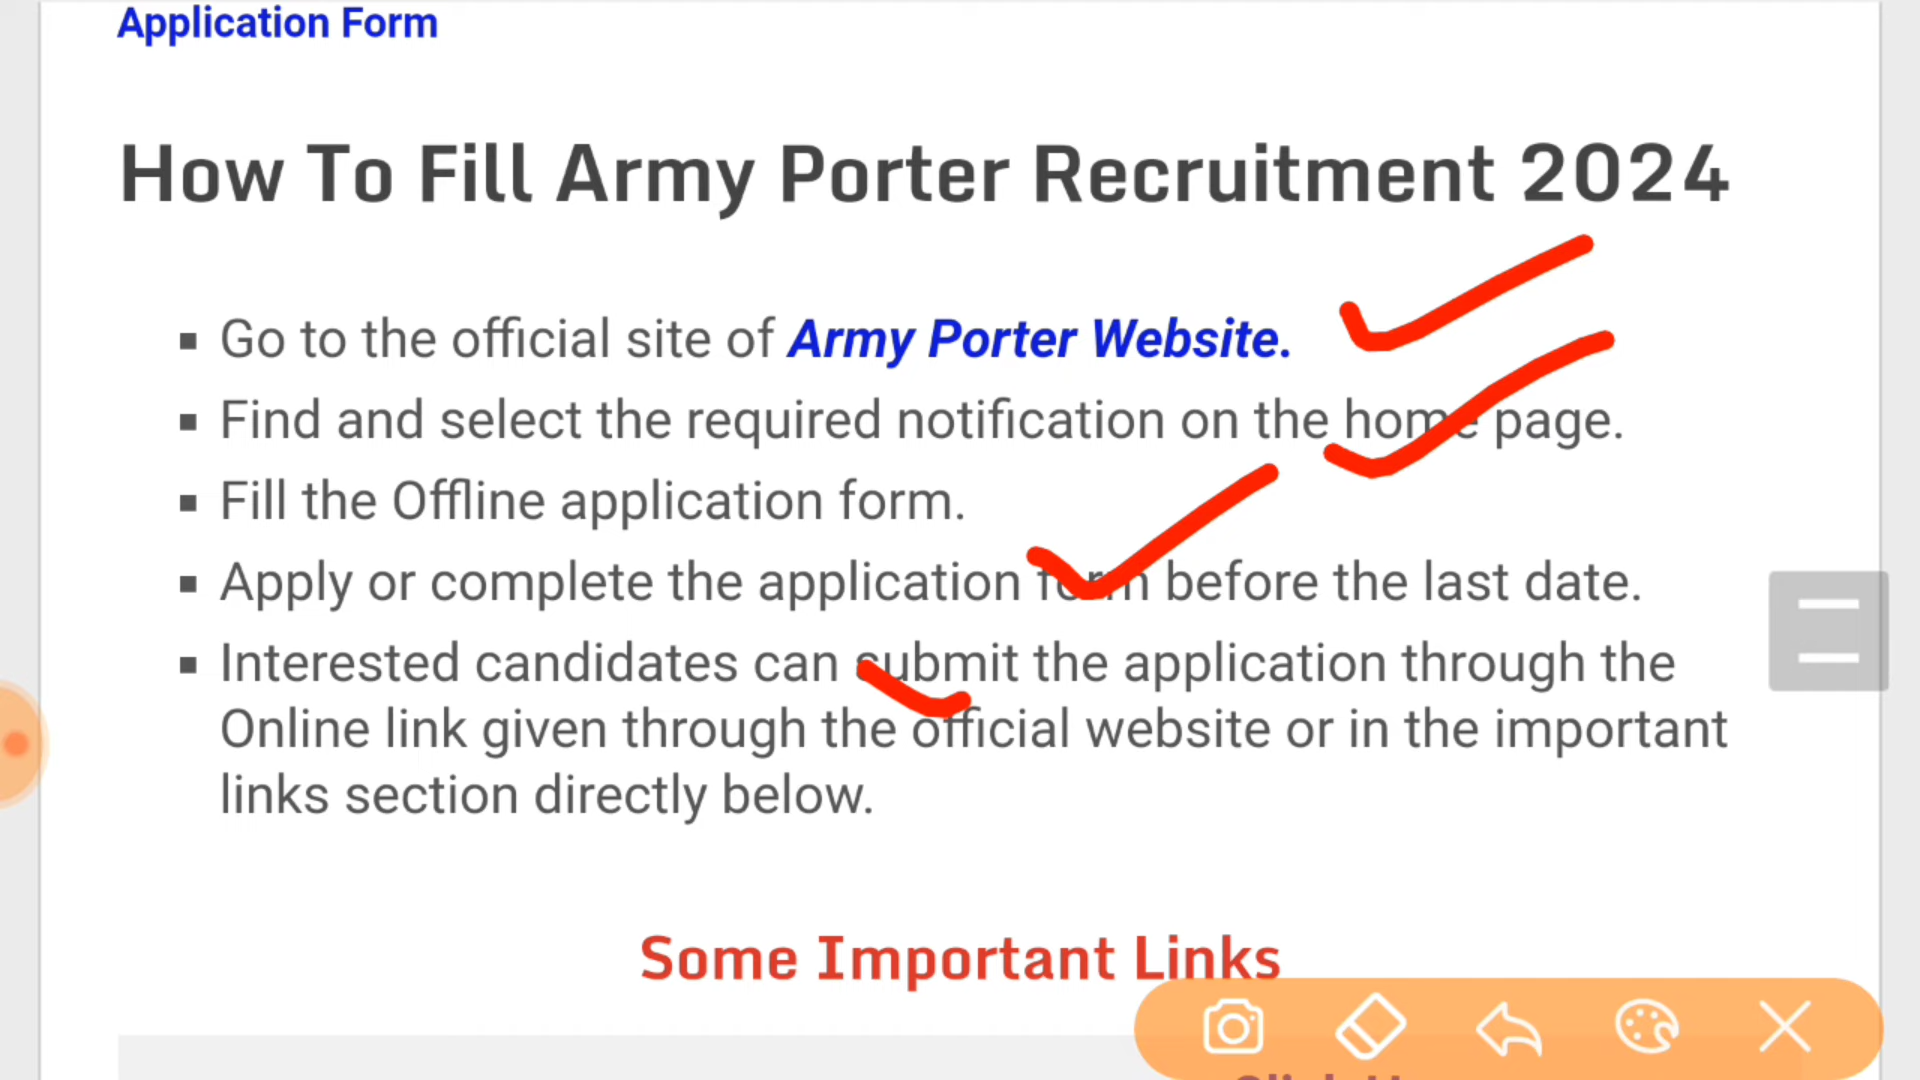 Application Form
How To Fill Army Porter Recruitment 2024
Go to the official site of Army Porter Website.
Find and select the required notification on the home page.
Fill the Offline application form.
Apply or complete the application form before the last date.
Interested candidates can submit the application through the
Online link given through the official website or in the important
links section directly below.
Some Important Links